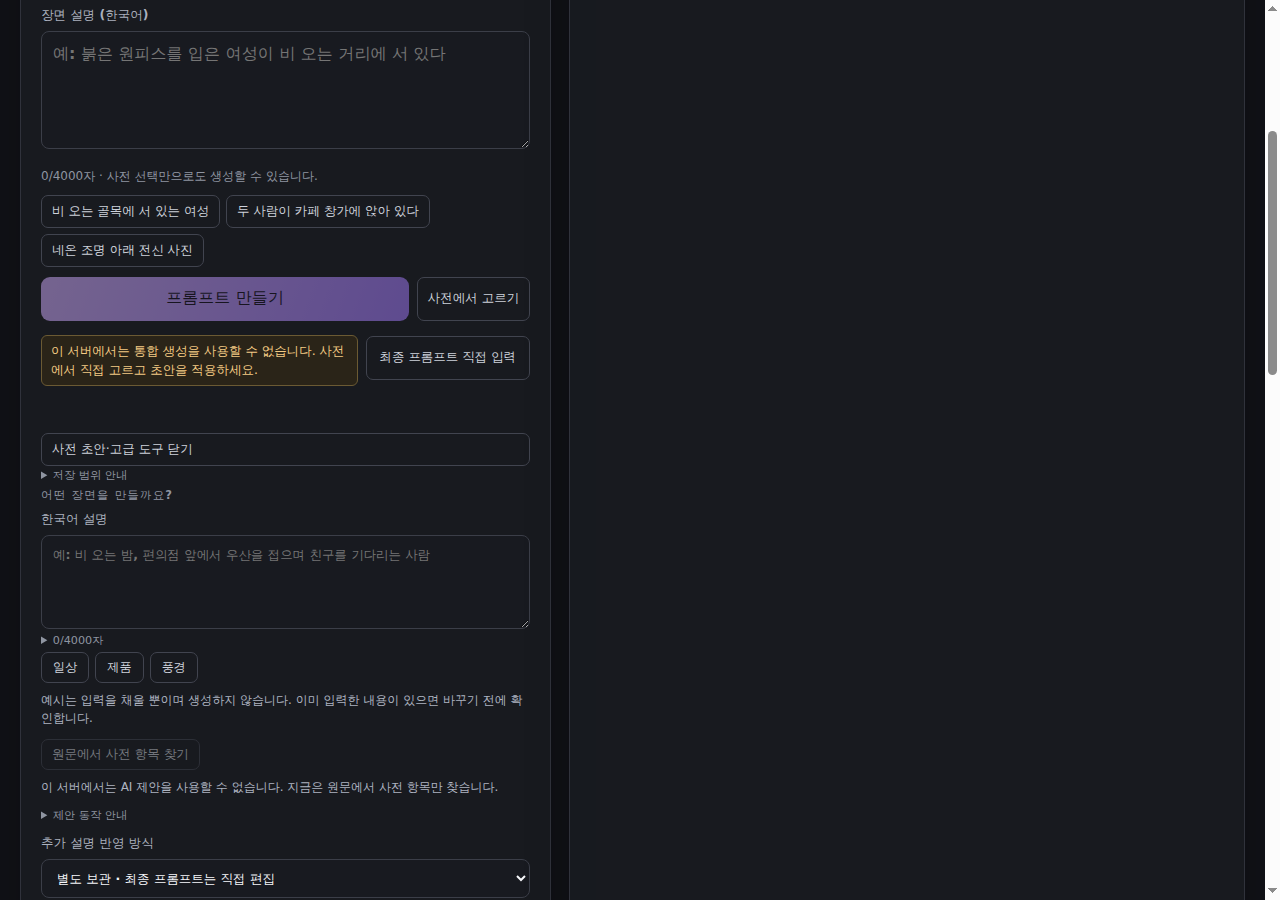 장면 설명 (한국어)
예: 붉은 원피스를 입은 여성이 비 오는 거리에 서 있다
0/4000자 · 사전 선택만으로도 생성할 수 있습니다.
비 오는 골목에 서 있는 여성
두 사람이 카페 창가에 앉아 있다
네온 조명 아래 전신 사진
프롬프트 만들기
사전에서 고르기
이 서버에서는 통합 생성을 사용할 수 없습니다. 사전
에서 직접 고르고 초안을 적용하세요.
최종 프롬프트 직접 입력
사전 초안·고급 도구 닫기
▶ 저장 범위 안내
어떤 장면을 만들까요?
한국어 설명
예: 비 오는 밤, 편의점 앞에서 우산을 접으며 친구를 기다리는 사람
▶ 0/4000자
일상
제품
풍경
예시는 입력을 채울 뿐이며 생성하지 않습니다. 이미 입력한 내용이 있으면 바꾸기 전에 확
인합니다.
원문에서 사전 항목 찾기
이 서버에서는 AI 제안을 사용할 수 없습니다. 지금은 원문에서 사전 항목만 찾습니다.
▶ 제안 동작 안내
추가 설명 반영 방식
별도 보관 · 최종 프롬프트는 직접 편집